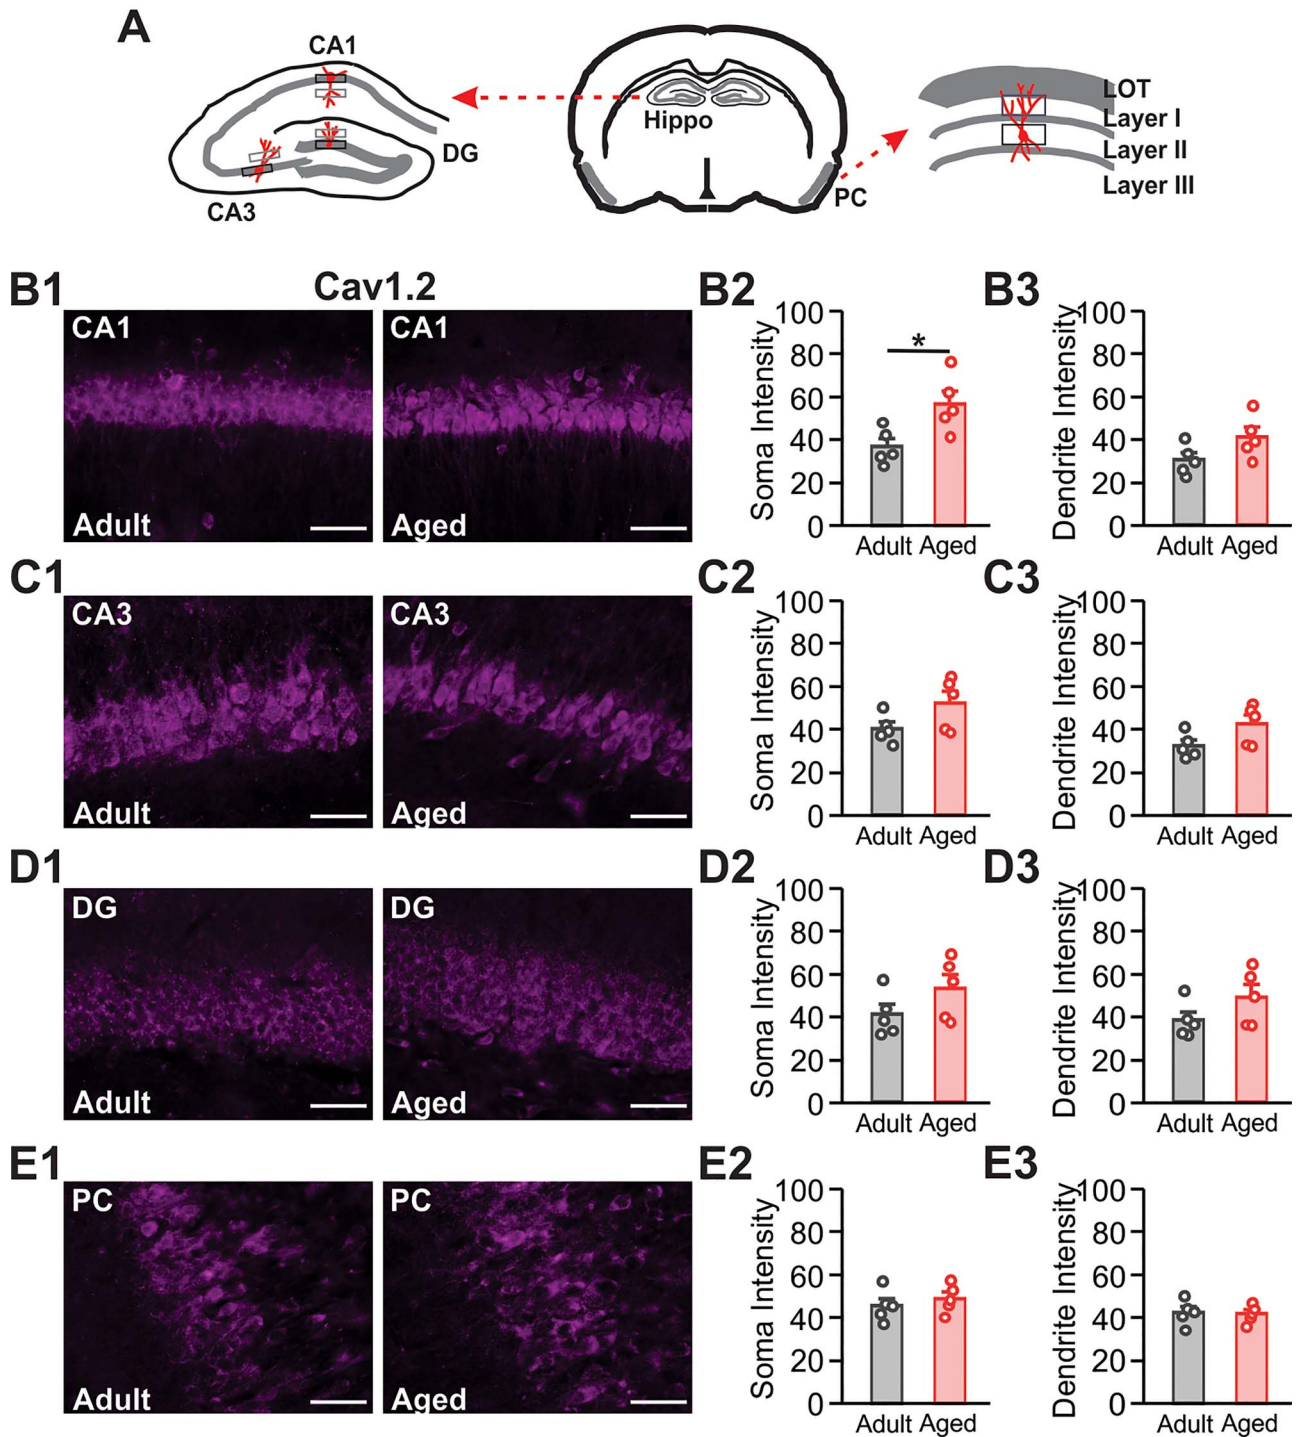 A
CA1
DG
CA3
Hippo
PC
LOT
Layer I
Layer II
Layer III
B1
Cav1.2
CA1
Adult
CA1
Aged
B2
Soma Intensity
100
80
60
40
20
0
*
Adult Aged
B3
Dendrite Intensity
100
80
60
40
20
0
Adult Aged
C1
CA3
Adult
CA3
Aged
C2
Soma Intensity
100
80
60
40
20
0
Adult Aged
C3
Dendrite Intensity
100
80
60
40
20
0
Adult Aged
D1
DG
Adult
DG
Aged
D2
Soma Intensity
100
80
60
40
20
0
Adult Aged
D3
Dendrite Intensity
100
80
60
40
20
0
Adult Aged
E1
PC
Adult
PC
Aged
E2
Soma Intensity
100
80
60
40
20
0
Adult Aged
E3
Dendrite Intensity
100
80
60
40
20
0
Adult Aged